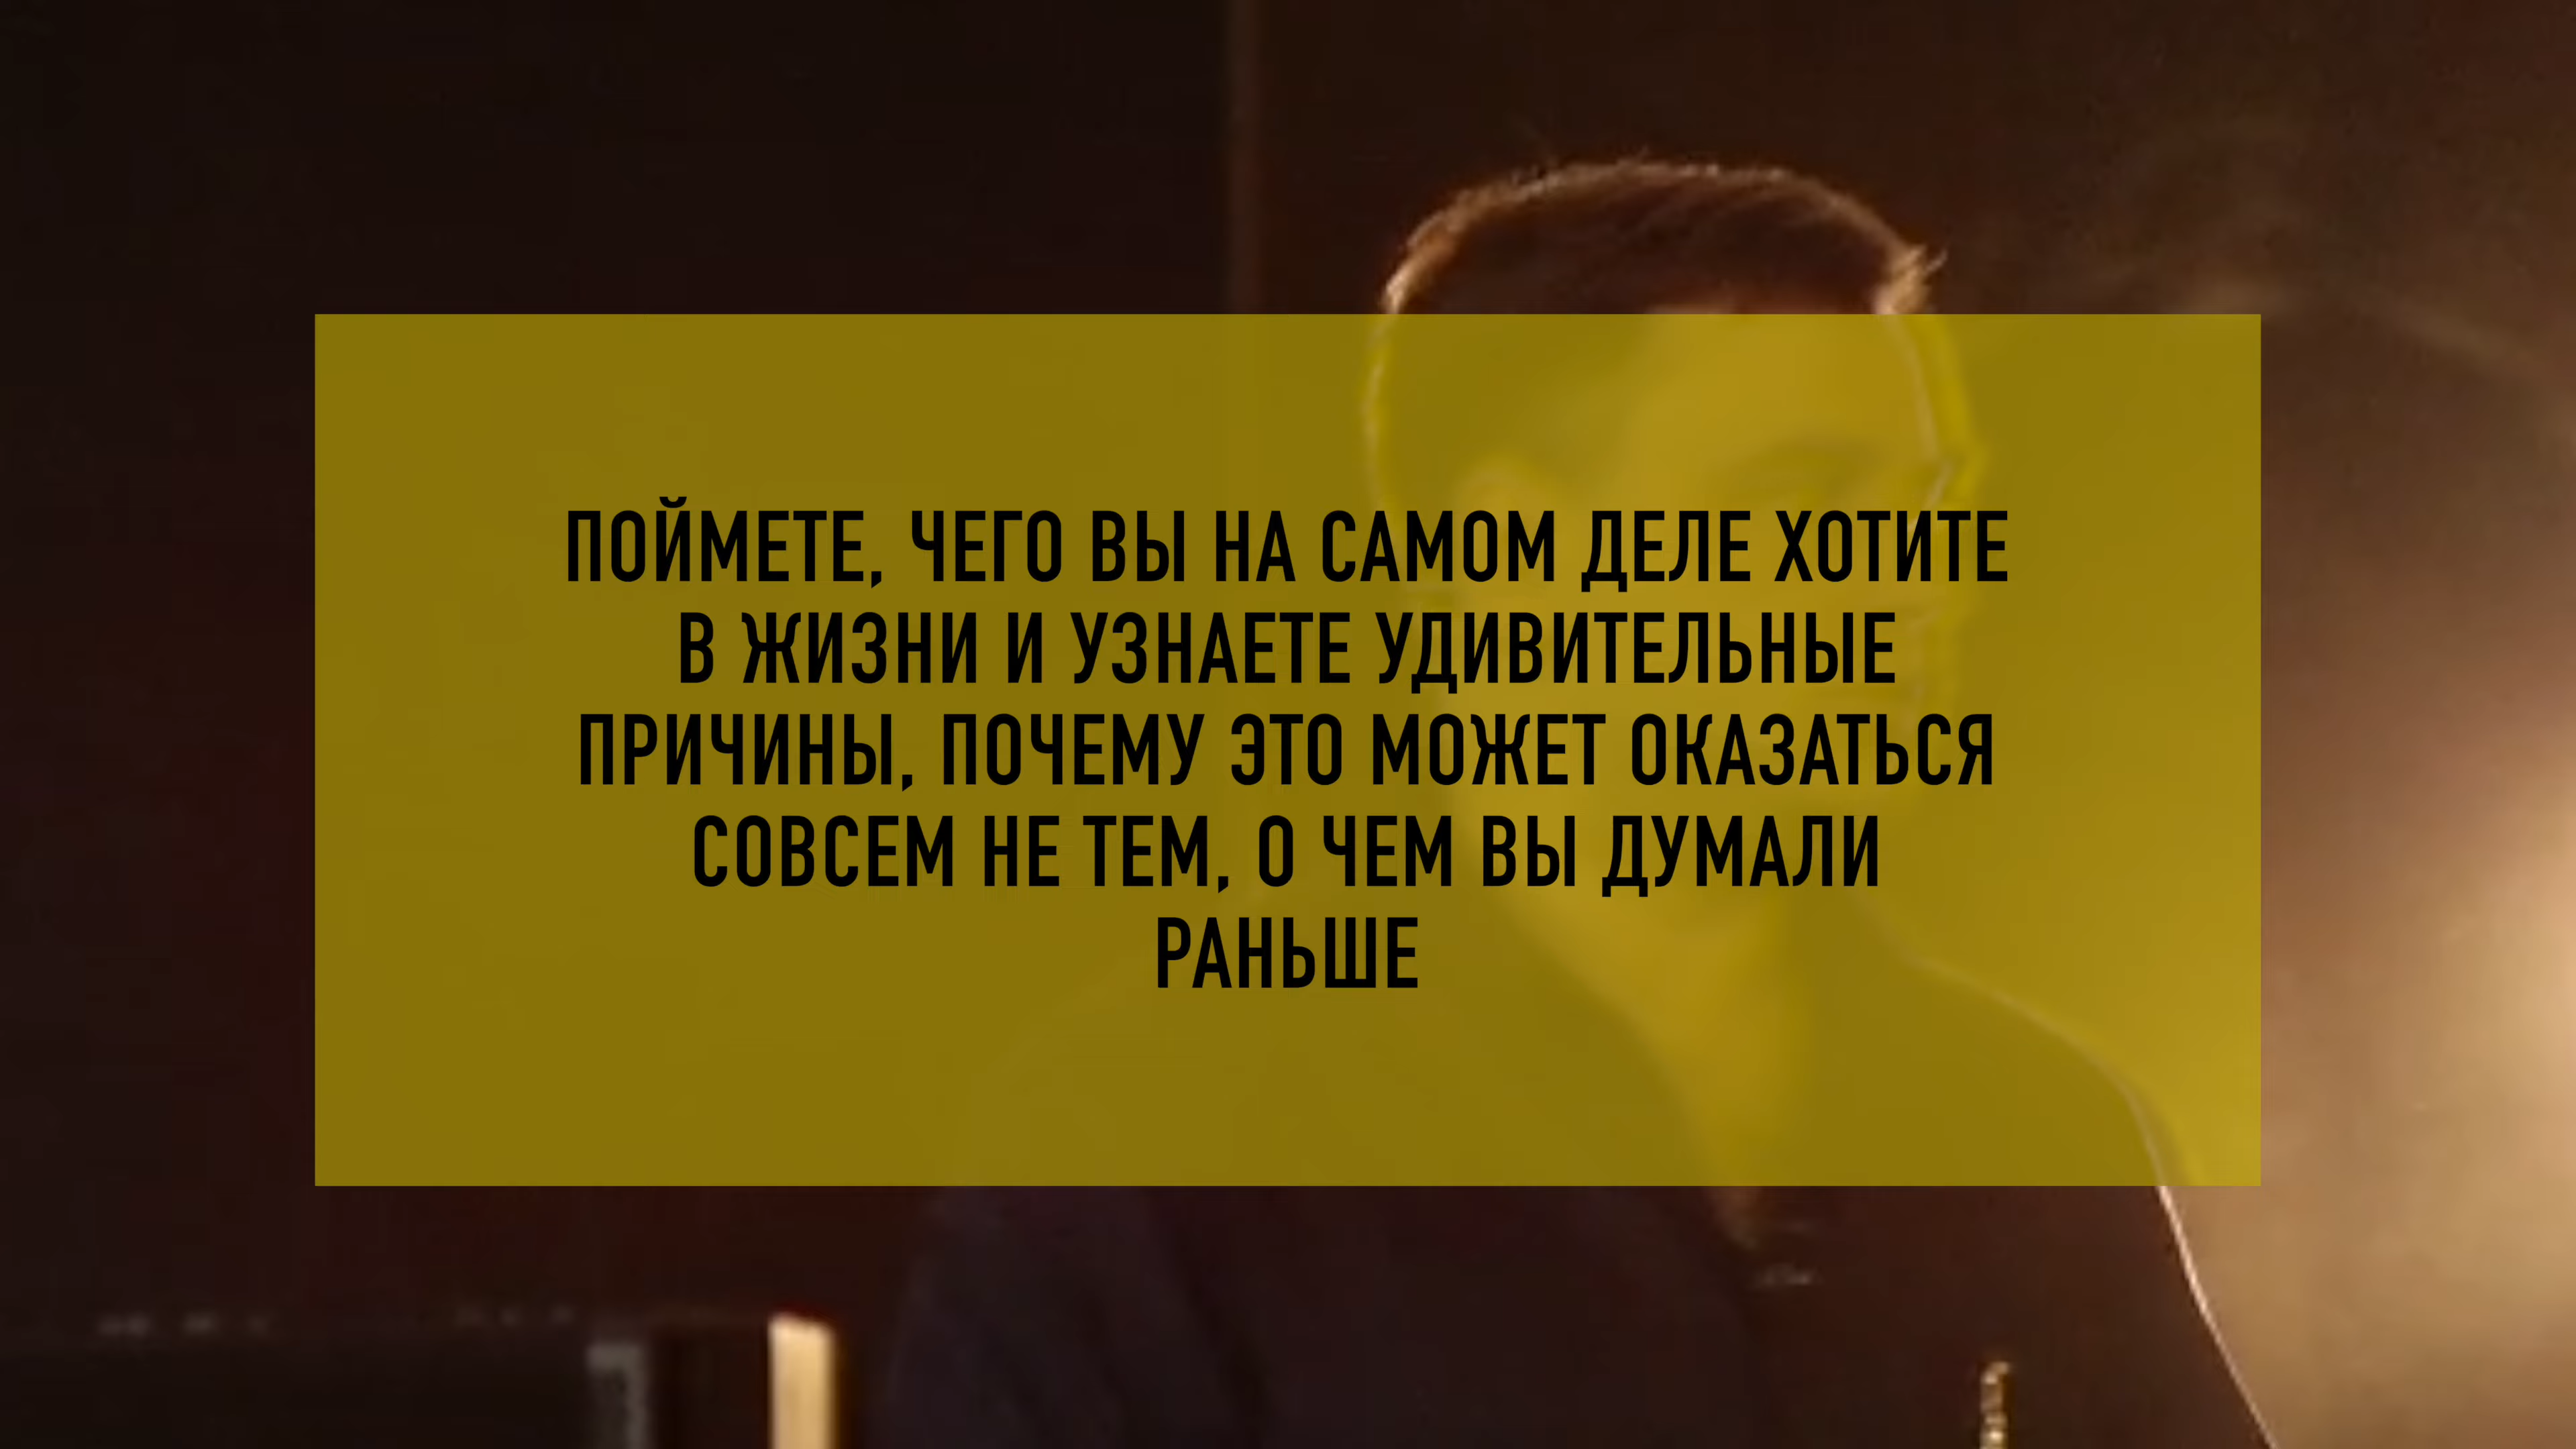 ПОЙМЕТЕ, ЧЕГО ВЫ НА САМОМ ДЕЛЕ ХОТИТЕ
В ЖИЗНИ И УЗНАЕТЕ УДИВИТЕЛЬНЫЕ
ПРИЧИНЫ, ПОЧЕМУ ЭТО МОЖЕТ ОКАЗАТЬСЯ
СОВСЕМ НЕ ТЕМ, О ЧЕМ ВЫ ДУМАЛИ
РАНЬШЕ